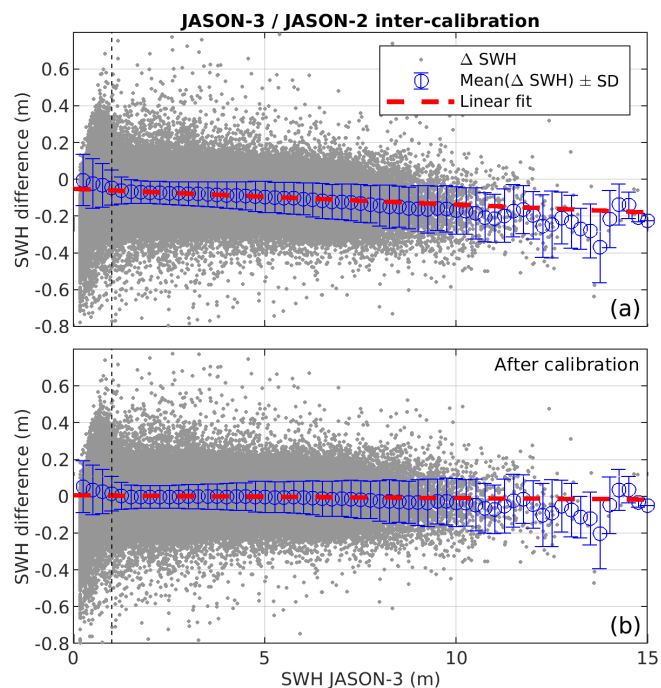 JASON-3 / JASON-2 inter-calibration
Δ SWH
Mean(Δ SWH) ± SD
Linear fit
SWH difference (m)
0.6
0.4
0.2
0
-0.2
-0.4
-0.6
-0.8
0
5
10
15
(a)
After calibration
SWH difference (m)
0.6
0.4
0.2
0
-0.2
-0.4
-0.6
-0.8
(b)
0
5
10
15
SWH JASON-3 (m)